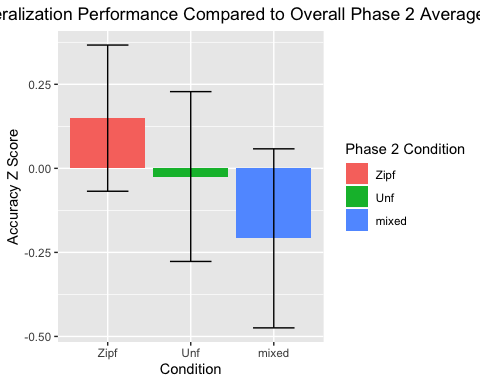 eralization Performance Compared to Overall Phase 2 Average
0.25
0.00
-0.25
-0.50
Accuracy Z Score
Zipf
Unf
mixed
Condition
Phase 2 Condition
Zipf
Unf
mixed